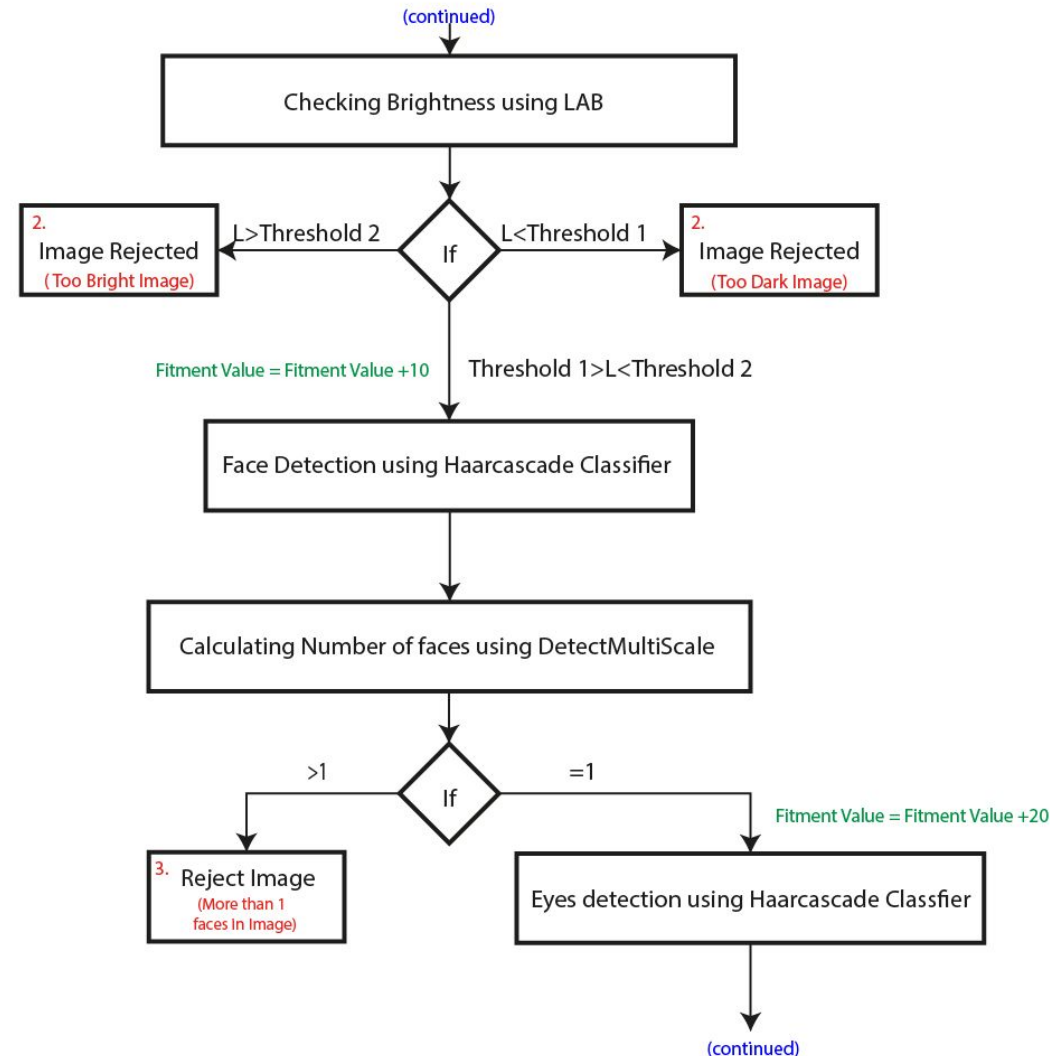 (continued)
Checking Brightness using LAB
2.
Image Rejected
(Too Bright Image)
L>Threshold 2
If
L<Threshold 1
2.
Image Rejected
(Too Dark Image)
Fitment Value = Fitment Value +10
Threshold 1>L<Threshold 2
Face Detection using Haarcascade Classifier
Calculating Number of faces using DetectMultiScale
>1
If
=1
Fitment Value = Fitment Value +20
3.
Reject Image
(More than 1
faces In Image)
Eyes detection using Haarcascade Classfier
(continued)